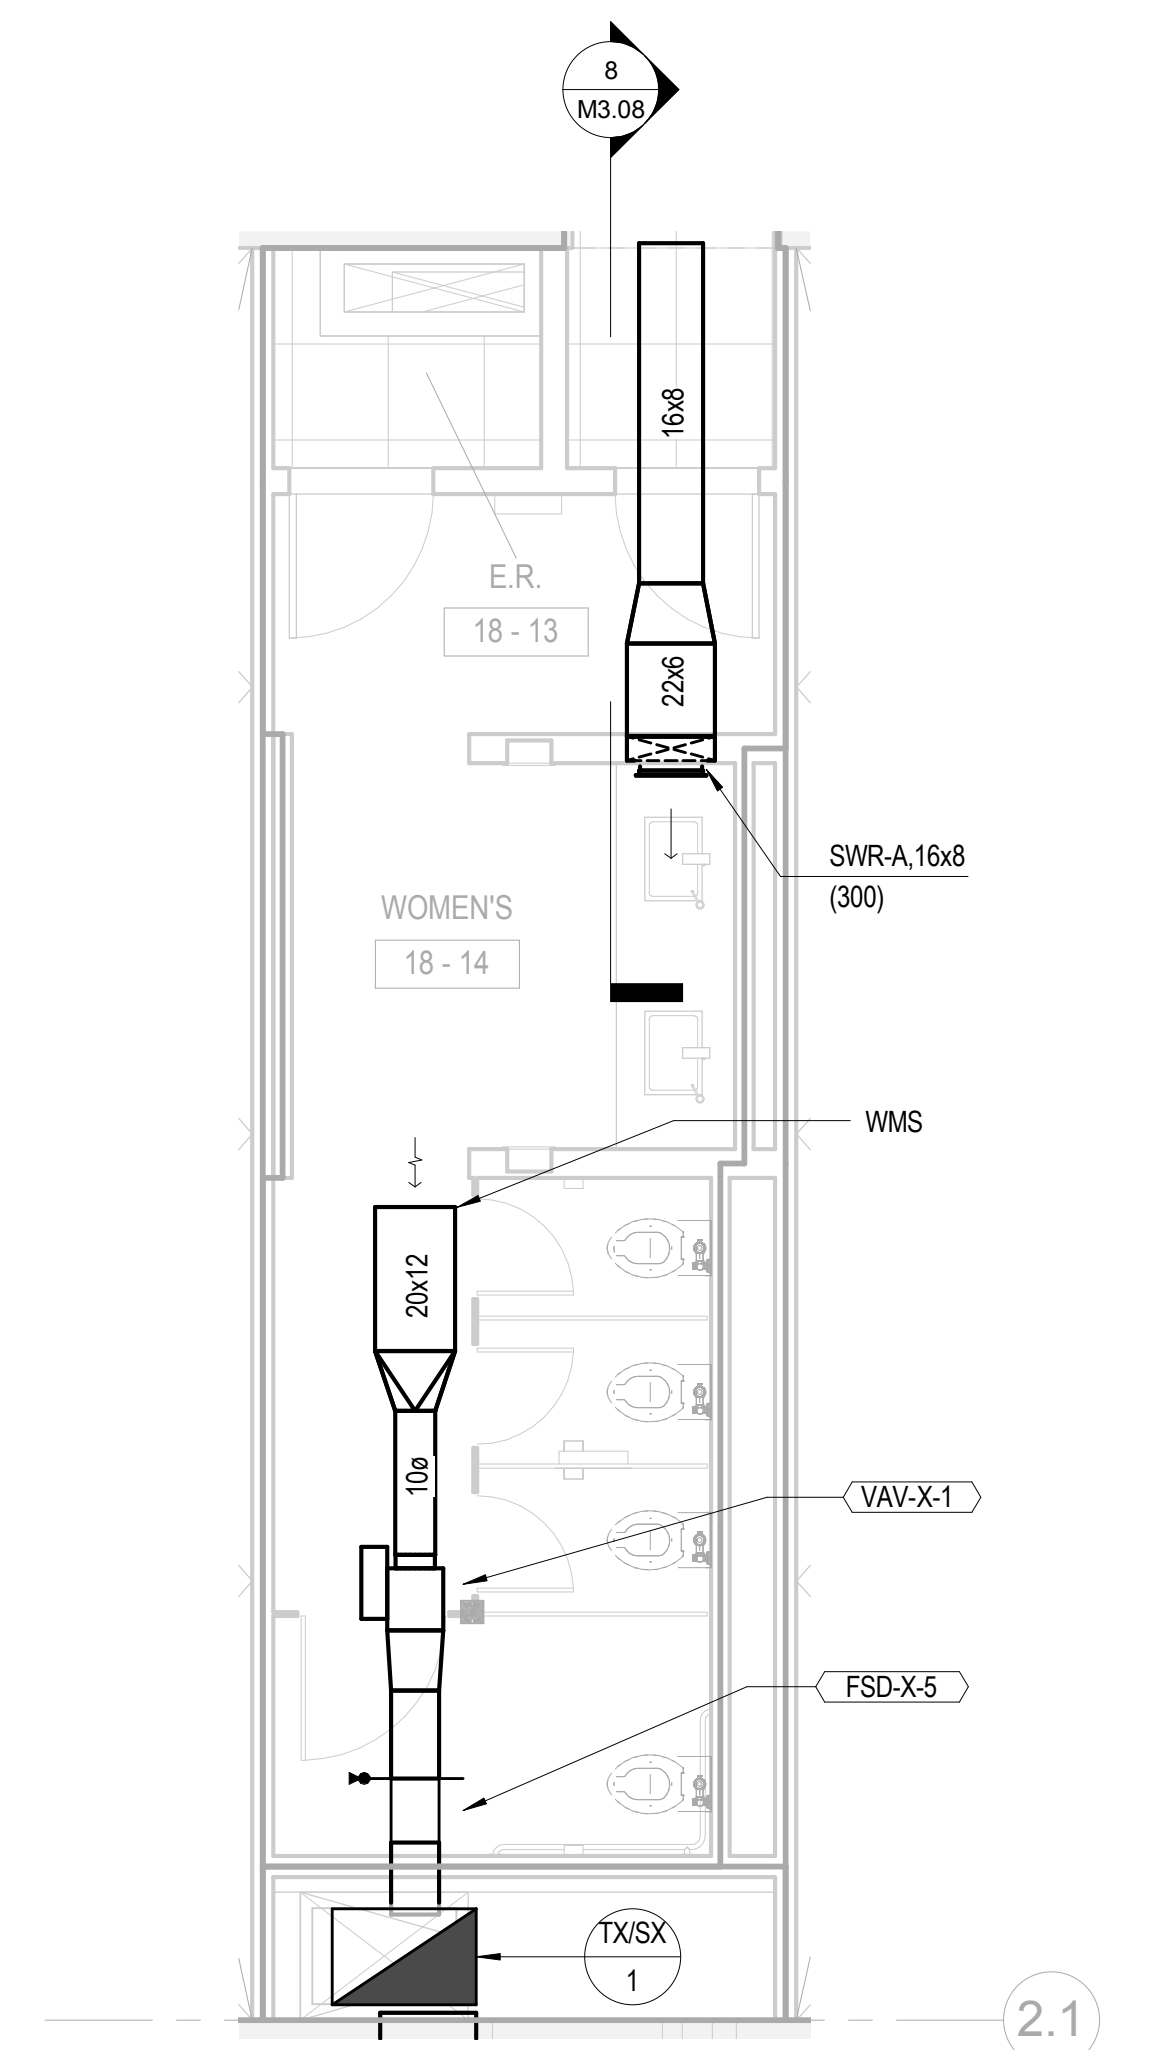 8
M3.08
16x8
E.R.
18 - 13
22x6
SWR-A,16x8
(300)
WOMEN'S
18 - 14
WMS
20x12
10ø
VAV-X-1
FSD-X-5
TX/SX
1
2.1